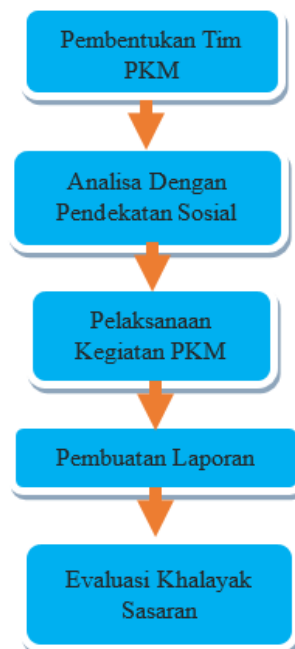 Pembentukan Tim
PKM
Analisa Dengan
Pendekatan Sosial
Pelaksanaan
Kegiatan PKM
Pembuatan Laporan
Evaluasi Khalayak
Sasaran